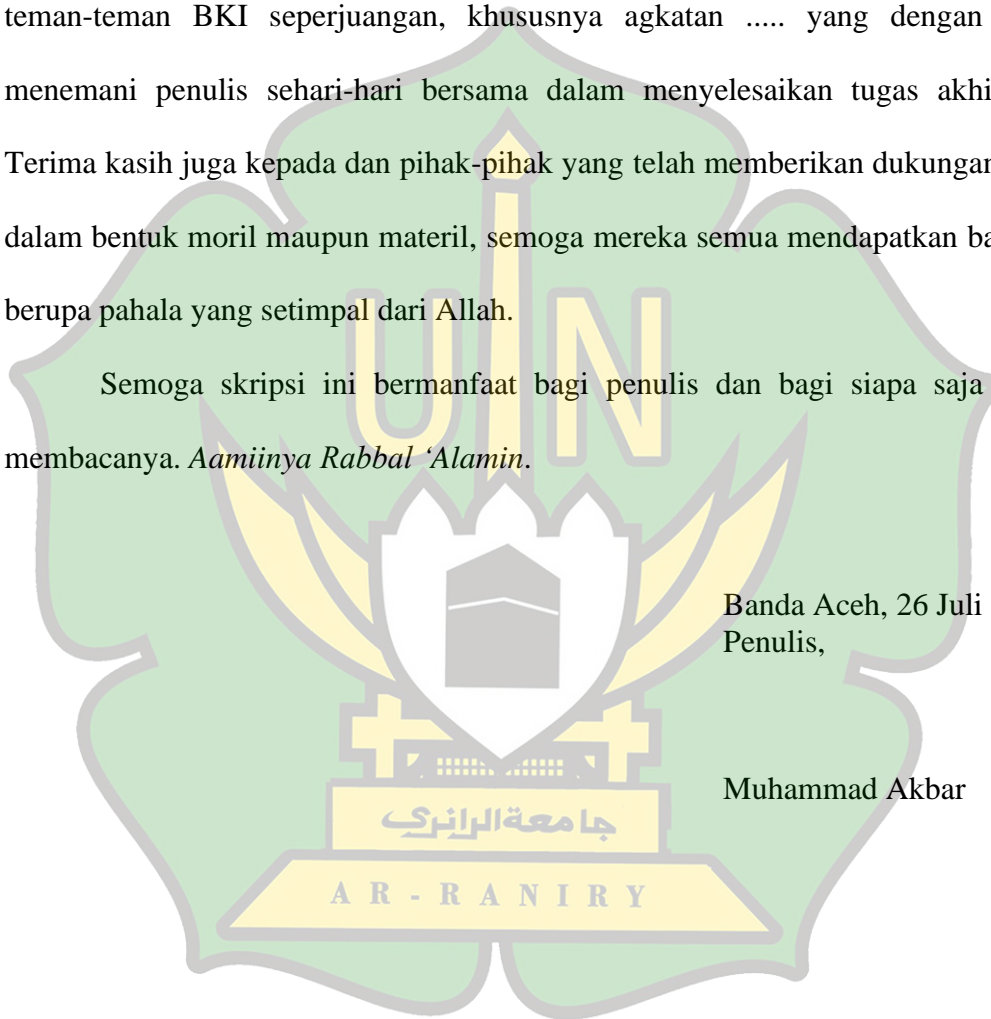 teman-teman BKI seperjuangan, khususnya agkatan ..... yang dengan
menemani penulis sehari-hari bersama dalam menyelesaikan tugas akhi
Terima kasih juga kepada dan pihak-pihak yang telah memberikan dukungan
dalam bentuk moril maupun materil, semoga mereka semua mendapatkan ba
berupa pahala yang setimpal dari Allah.
Semoga skripsi ini bermanfaat bagi penulis dan bagi siapa saja
membacanya. Aamiinya Rabbal ‘Alamin.
UIN
Banda Aceh, 26 Juli
Penulis,
Muhammad Akbar
جامعة الرانري
AR-RANIRY